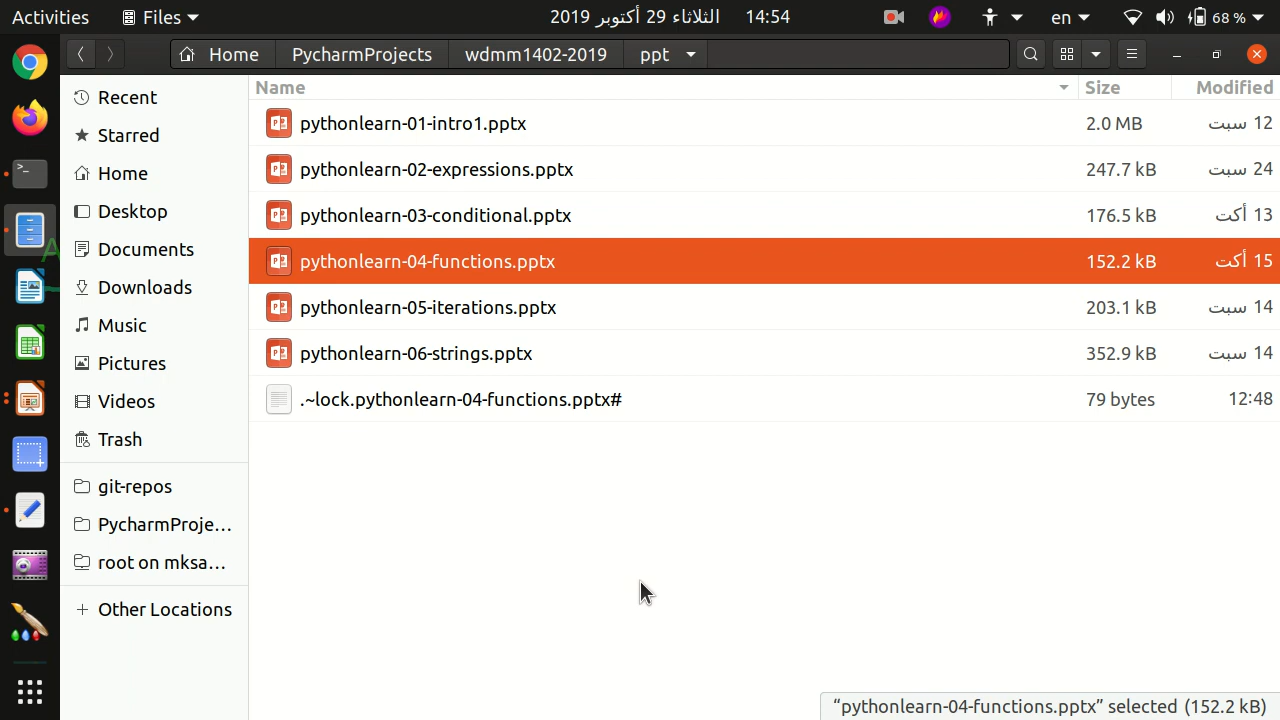 Activities
Files
الثلاثاء 29 أكتوبر 2019 14:54
en
68 %
Home
PycharmProjects
wdmm1402-2019
ppt
Name Size Modified
Recent
Starred
Home
Desktop
Documents
Downloads
Music
Pictures
Videos
Trash
git-repos
PycharmProje...
root on mksa...
+ Other Locations
pythonlearn-01-intro1.pptx 2.0 MB 12 سبت
pythonlearn-02-expressions.pptx 247.7 kB 24 سبت
pythonlearn-03-conditional.pptx 176.5 kB 13 أكت
pythonlearn-04-functions.pptx 152.2 kB 15 أكت
pythonlearn-05-iterations.pptx 203.1 kB 14 سبت
pythonlearn-06-strings.pptx 352.9 kB 14 سبت
.~lock.pythonlearn-04-functions.pptx# 79 bytes 12:48
“pythonlearn-04-functions.pptx” selected (152.2 kB)